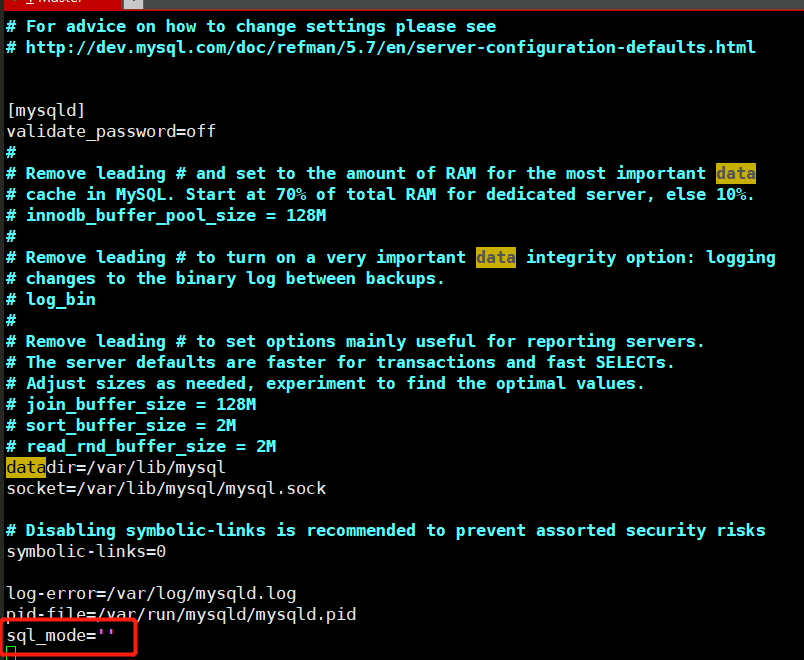 # For advice on how to change settings please see
# http://dev.mysql.com/doc/refman/5.7/en/server-configuration-defaults.html
[mysqld]
validate_password=off
#
# Remove leading # and set to the amount of RAM for the most important data
# cache in MySQL. Start at 70% of total RAM for dedicated server, else 10%.
# innodb_buffer_pool_size = 128M
#
# Remove leading # to turn on a very important data integrity option: logging
# changes to the binary log between backups.
# log_bin
#
# Remove leading # to set options mainly useful for reporting servers.
# The server defaults are faster for transactions and fast SELECTs.
# Adjust sizes as needed, experiment to find the optimal values.
# join_buffer_size = 128M
# sort_buffer_size = 2M
# read_rnd_buffer_size = 2M
datadir=/var/lib/mysql
socket=/var/lib/mysql/mysql.sock
# Disabling symbolic-links is recommended to prevent assorted security risks
symbolic-links=0
log-error=/var/log/mysqld.log
pid-file=/var/run/mysqld/mysqld.pid
sql_mode=''